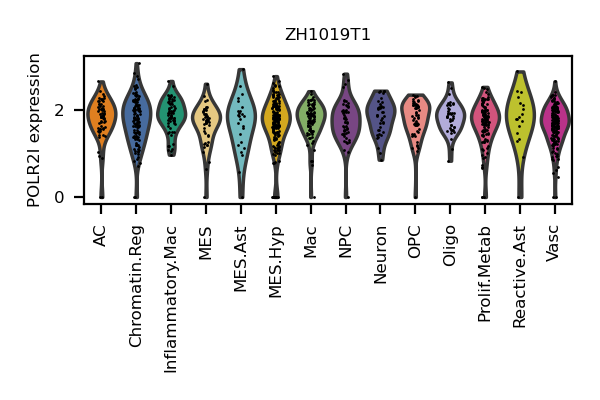 ZH1019T1
POLR2I expression
2
0
AC
Chromatin.Reg
Inflammatory.Mac
MES
MES.Ast
MES.Hyp
Mac
NPC
Neuron
OPC
Oligo
Prolif.Metab
Reactive.Ast
Vasc